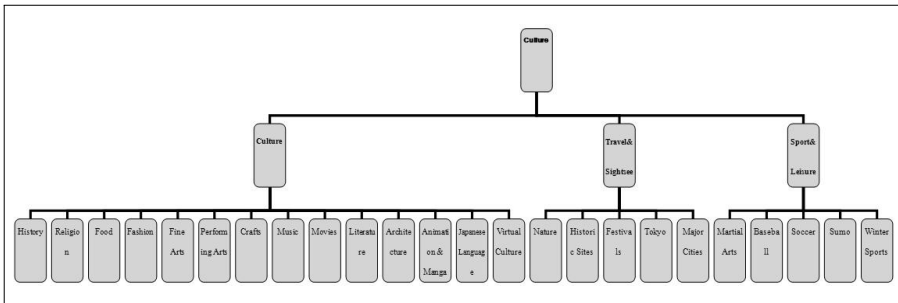 Culture
Culture
Travel&
Sightsee
Sport&
Leisure
History
Religio
n
Food
Fashion
Fine
Arts
Perform
ing Arts
Crafts
Music
Movies
Literatu
re
Archite
cture
Animati
on &
Manga
Japanese
Languag
e
Virtual
Culture
Nature
Histori
c Sites
Festiva
ls
Tokyo
Major
Cities
Martial
Arts
Baseba
ll
Soccer
Sumo
Winter
Sports